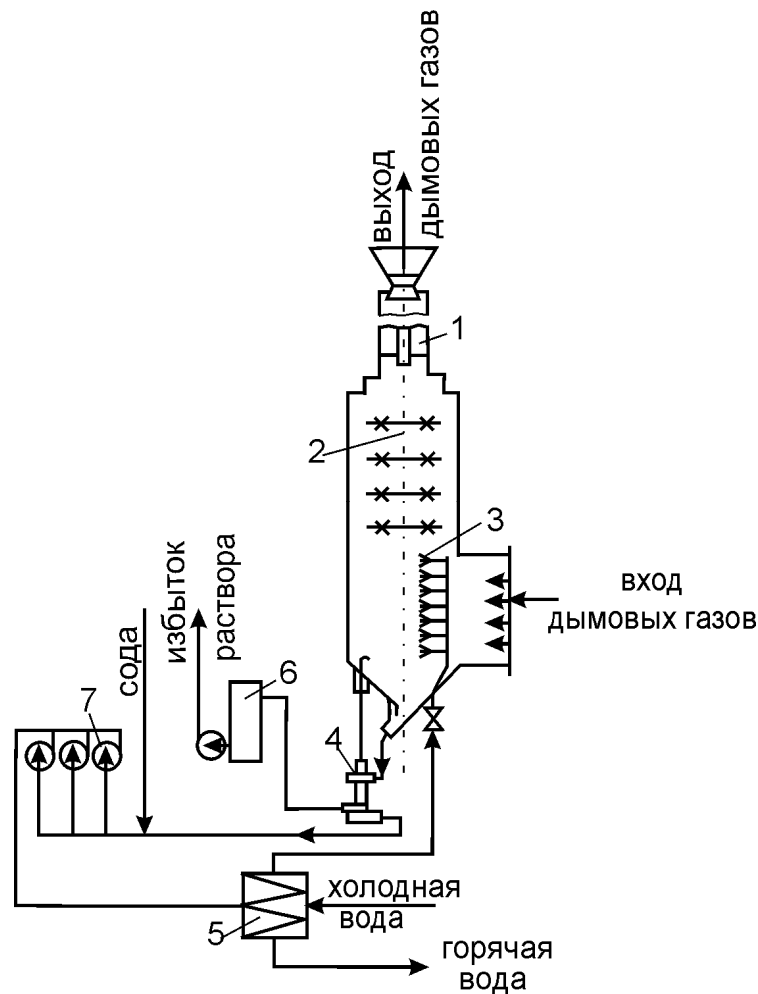 выход
дымовых газов
1
2
3
вход
дымовых газов
избыток
раствора
сода
6
7
4
холодная
вода
5
горячая
вода